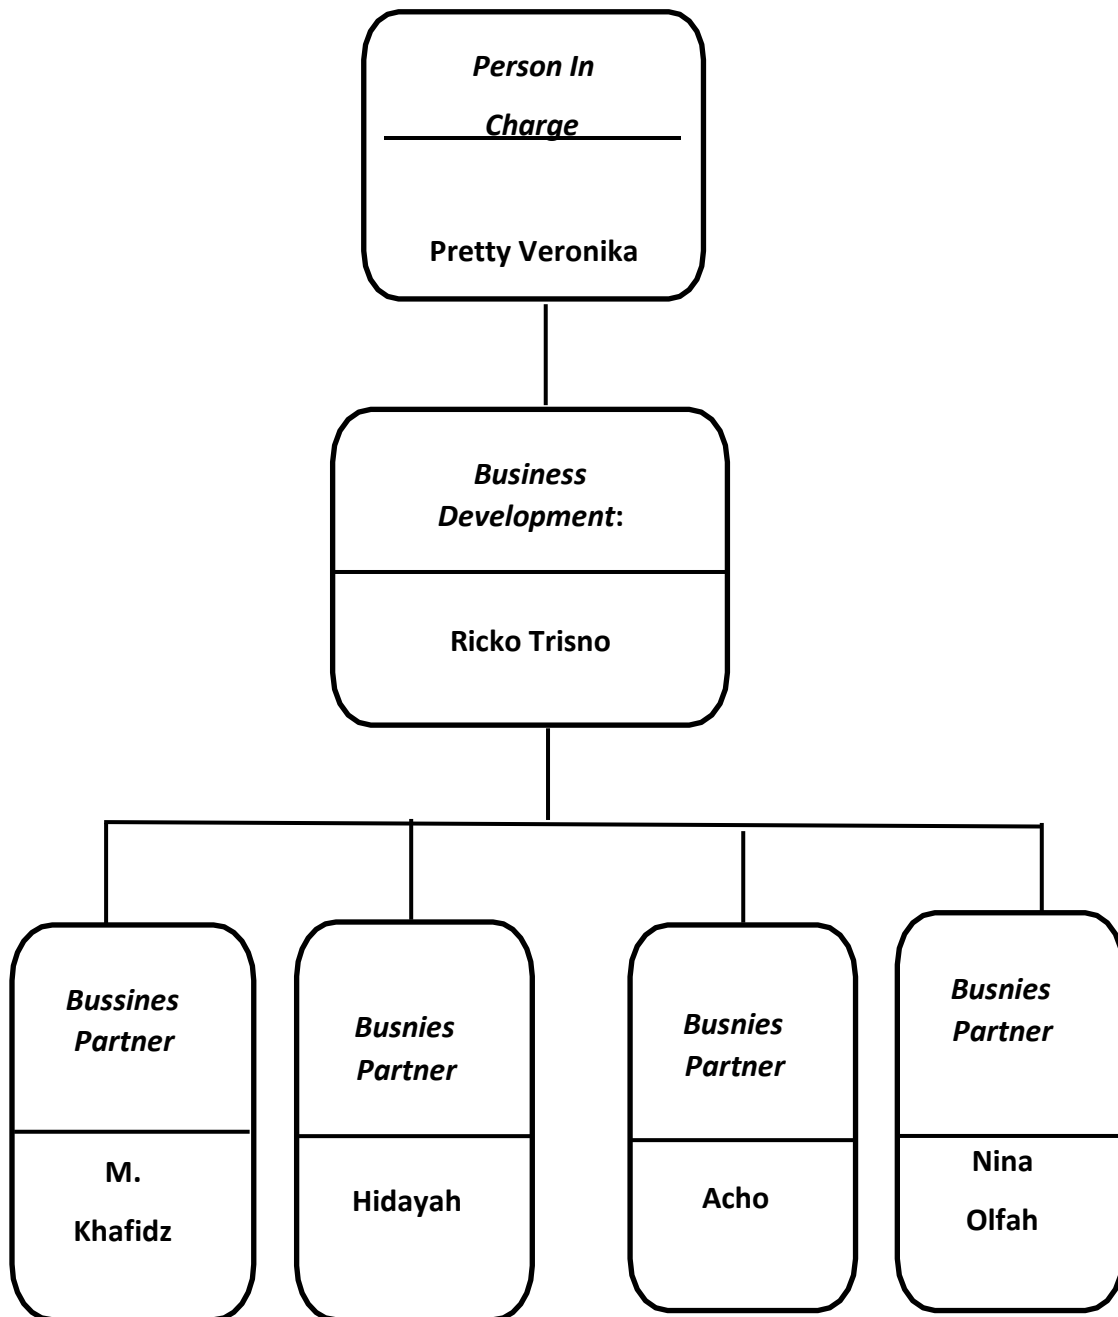 Person In
Charge
Pretty Veronika
Business
Development:
Ricko Trisno
Bussines
Partner
M.
Khafidz
Busnies
Partner
Hidayah
Busnies
Partner
Acho
Busnies
Partner
Nina
Olfah